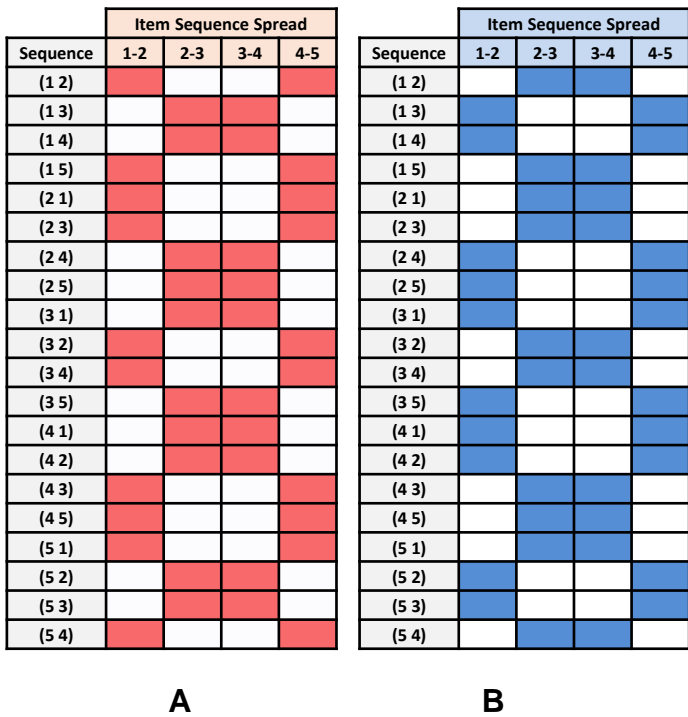 Item Sequence Spread Item Sequence Spread
Sequence 1-2 2-3 3-4 4-5 Sequence 1-2 2-3 3-4 4-5
(1 2) (1 2)
(1 3) (1 3)
(1 4) (1 4)
(1 5) (1 5)
(2 1) (2 1)
(2 3) (2 3)
(2 4) (2 4)
(2 5) (2 5)
(3 1) (3 1)
(3 2) (3 2)
(3 4) (3 4)
(3 5) (3 5)
(4 1) (4 1)
(4 2) (4 2)
(4 3) (4 3)
(4 5) (4 5)
(5 1) (5 1)
(5 2) (5 2)
(5 3) (5 3)
(5 4) (5 4)
A B